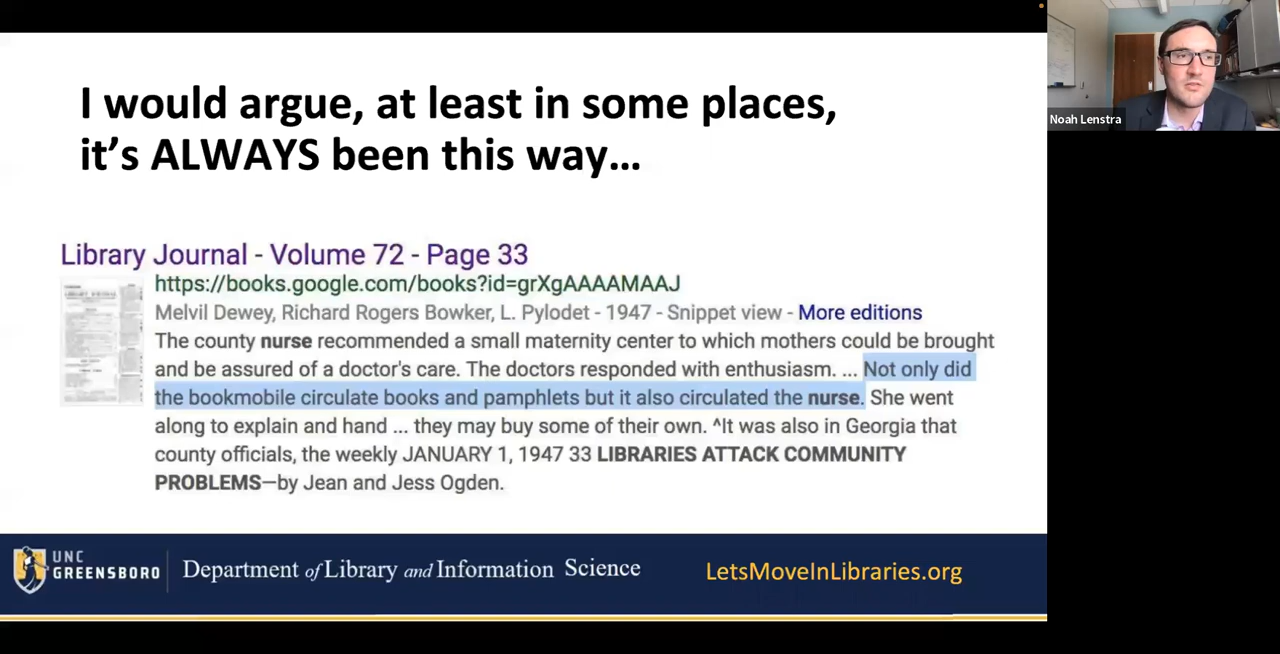 I would argue, at least in some places,
it's ALWAYS been this way...
Library Journal - Volume 72 - Page 33
https://books.google.com/books?id=grXgAAAAMAAJ
Melvil Dewey, Richard Rogers Bowker, L. Pylodet - 1947 - Snippet view - More editions
The county nurse recommended a small maternity center to which mothers could be brought
and be assured of a doctor's care. The doctors responded with enthusiasm. ... Not only did
the bookmobile circulate books and pamphlets but it also circulated the nurse. She went
along to explain and hand ... they may buy some of their own. ^It was also in Georgia that
county officials, the weekly JANUARY 1, 1947 33 LIBRARIES ATTACK COMMUNITY
PROBLEMS—by Jean and Jess Ogden.
UNC
GREENSBORO
Department of Library and Information Science
LetsMoveInLibraries.org
Noah Lenstra